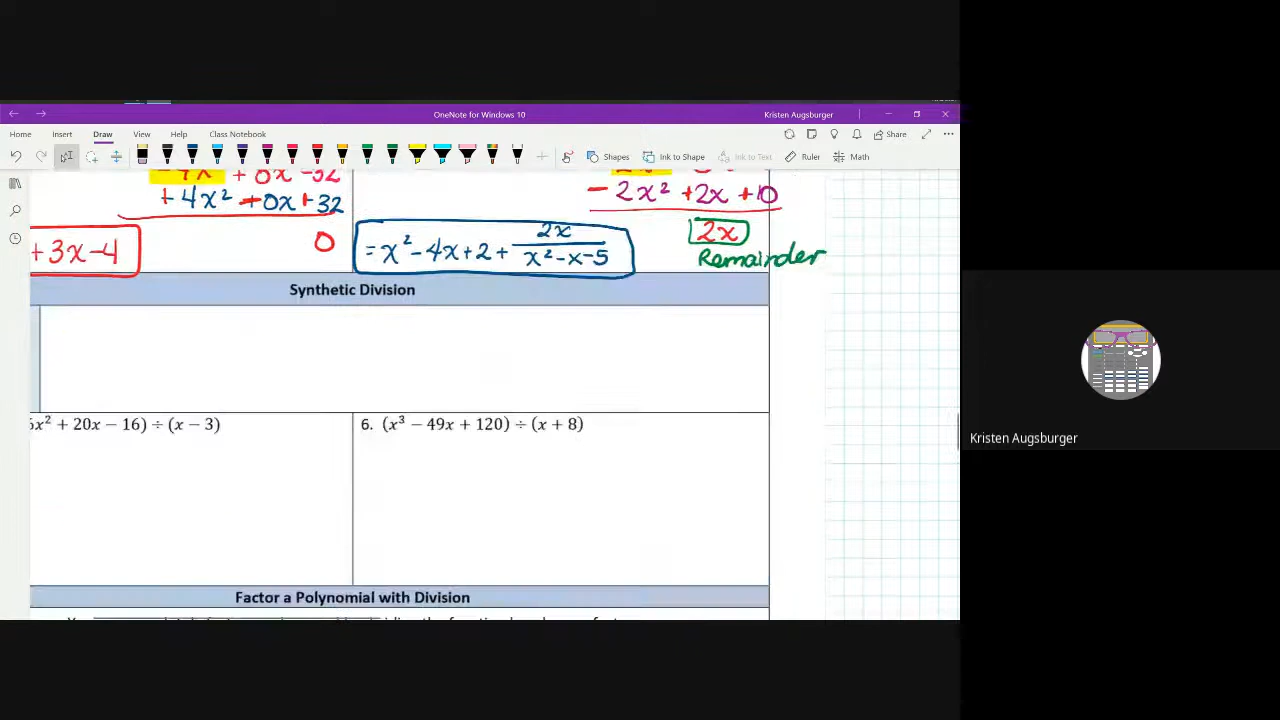 OneNote for Windows 10
Kristen Augsburger
Home Insert Draw View Help Class Notebook Share
Shapes Ink to Shape Ink to Text Ruler Math
-4x + 0x - 32
+ 4x² + 0x + 32
0
+ 3x - 4
- 2x² + 2x + 10
2x
Remainder
= x² - 4x + 2 + 2x / x² - x - 5
Synthetic Division
x² + 20x − 16) ÷ (x − 3)
6. (x³ − 49x + 120) ÷ (x + 8)
Factor a Polynomial with Division
Kristen Augsburger